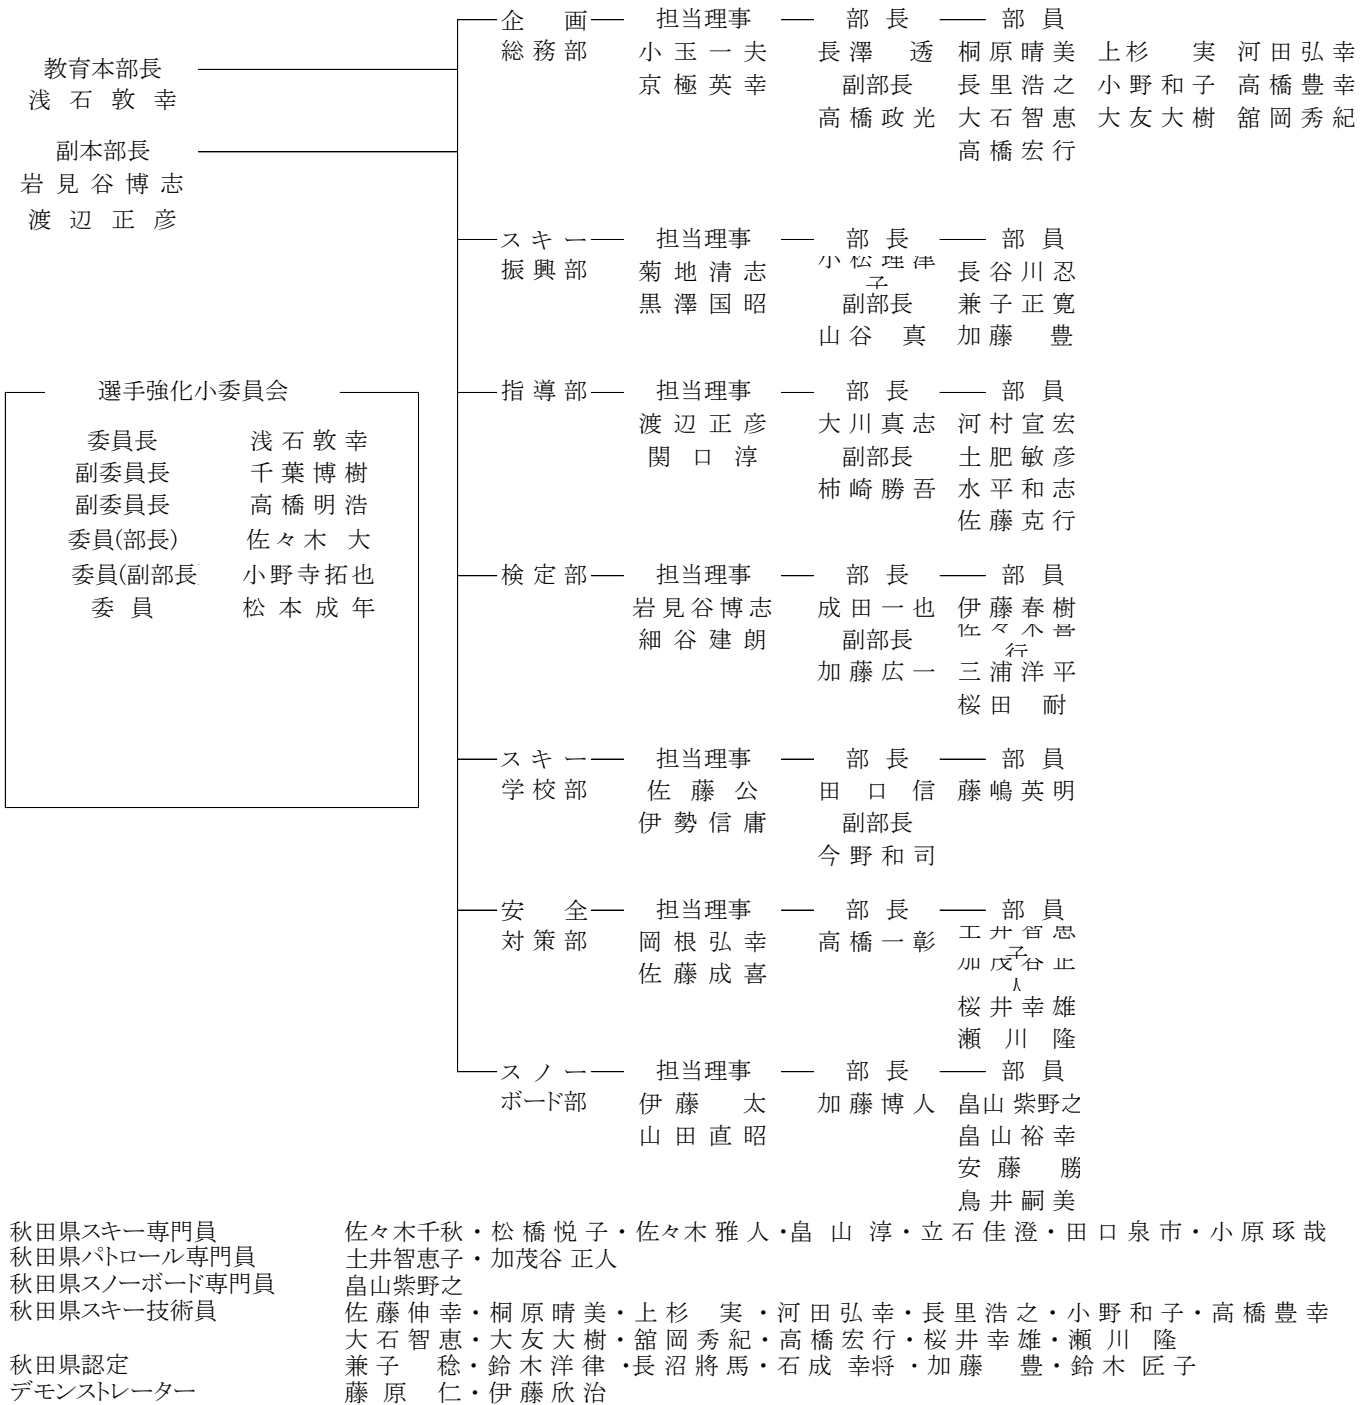 教育本部長
浅石敦幸
副本部長
岩見谷博志
渡辺正彦
企画 担当理事 部長 部員
総務部 小玉一夫 長澤透 桐原晴美 上杉実 河田弘幸
京極英幸 副部長 長里浩之 小野和子 高橋豊幸
高橋政光 大石智恵 大友大樹 舘岡秀紀
高橋宏行
スキー 担当理事 部長 部員
振興部 菊地清志 小松理津子 長谷川忍
黒澤国昭 副部長 兼子正寛
山谷真 加藤豊
選手強化小委員会
委員長 浅石敦幸
副委員長 千葉博樹
副委員長 高橋明浩
委員(部長) 佐々木大
委員(副部長 小野寺拓也
委員 松本成年
指導部 担当理事 部長 部員
渡辺正彦 大川真志 河村宣宏
関口淳 副部長 土肥敏彦
柿崎勝吾 水平和志
佐藤克行
検定部 担当理事 部長 部員
岩見谷博志 成田一也 伊藤春樹
細谷建朗 副部長 佐々木喜行
加藤広一 三浦洋平
桜田耐
スキー 担当理事 部長 部員
学校部 佐藤公 田口信 藤嶋英明
伊勢信庸 副部長
今野和司
安全 担当理事 部長 部員
対策部 岡根弘幸 高橋一彰 土井智恵子
佐藤成喜 加茂谷正人
桜井幸雄
瀬川隆
スノー 担当理事 部長 部員
ボード部 伊藤太 加藤博人 畠山紫野之
山田直昭 畠山裕幸
安藤勝
鳥井嗣美
秋田県スキー専門員 佐々木千秋・松橋悦子・佐々木雅人・畠山淳・立石佳澄・田口泉市・小原琢哉
秋田県パトロール専門員 土井智恵子・加茂谷正人
秋田県スノーボード専門員 畠山紫野之
秋田県スキー技術員 佐藤伸幸・桐原晴美・上杉実・河田弘幸・長里浩之・小野和子・高橋豊幸
大石智恵・大友大樹・舘岡秀紀・高橋宏行・桜井幸雄・瀬川隆
秋田県認定 兼子稔・鈴木洋律・長沼將馬・石成幸将・加藤豊・鈴木匠子
デモンストレーター 藤原仁・伊藤欣治